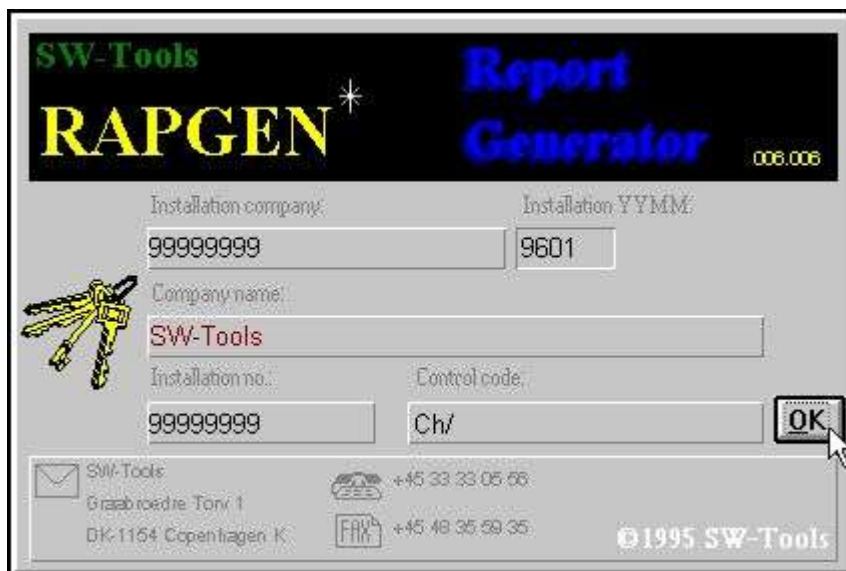 SW-Tools
Report
RAPGEN*
Generator
006.006
Installation company:
Installation YYMM:
99999999
9601
Company name:
SW-Tools
Installation no.:
Control code:
99999999
Ch/
OK
SW-Tools
+45 33 33 05 56
Graabroedre Torv 1
DK-1154 Copenhagen K
FAX
+45 48 35 59 35
©1995 SW-Tools